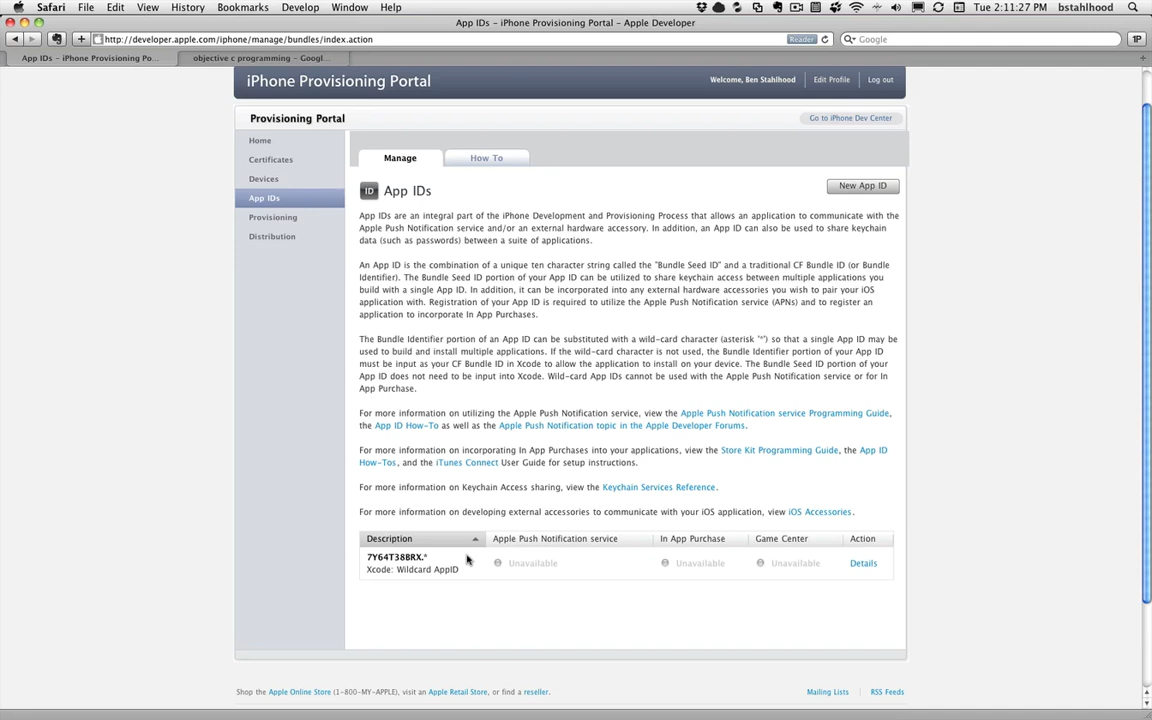 Safari File Edit View History Bookmarks Develop Window Help Tue 2:11:27 PM bstahlhood
App IDs – iPhone Provisioning Portal – Apple Developer
http://developer.apple.com/iphone/manage/bundles/index.action Reader Google 1P
App IDs – iPhone Provisioning Po... objective c programming – Googl...
iPhone Provisioning Portal Welcome, Ben Stahlhood Edit Profile Log out
Provisioning Portal Go to iPhone Dev Center
Home
Certificates
Devices
App IDs
Provisioning
Distribution
Manage How To
ID App IDs New App ID
App IDs are an integral part of the iPhone Development and Provisioning Process that allows an application to communicate with the
Apple Push Notification service and/or an external hardware accessory. In addition, an App ID can also be used to share keychain
data (such as passwords) between a suite of applications.
An App ID is the combination of a unique ten character string called the "Bundle Seed ID" and a traditional CF Bundle ID (or Bundle
Identifier). The Bundle Seed ID portion of your App ID can be utilized to share keychain access between multiple applications you
build with a single App ID. In addition, it can be incorporated into any external hardware accessories you wish to pair your iOS
application with. Registration of your App ID is required to utilize the Apple Push Notification service (APNs) and to register an
application to incorporate In App Purchases.
The Bundle Identifier portion of an App ID can be substituted with a wild-card character (asterisk "*") so that a single App ID may be
used to build and install multiple applications. If the wild-card character is not used, the Bundle Identifier portion of your App ID
must be input as your CF Bundle ID in Xcode to allow the application to install on your device. The Bundle Seed ID portion of your
App ID does not need to be input into Xcode. Wild-card App IDs cannot be used with the Apple Push Notification service or for In
App Purchase.
For more information on utilizing the Apple Push Notification service, view the Apple Push Notification service Programming Guide,
the App ID How-To as well as the Apple Push Notification topic in the Apple Developer Forums.
For more information on incorporating In App Purchases into your applications, view the Store Kit Programming Guide, the App ID
How-Tos, and the iTunes Connect User Guide for setup instructions.
For more information on Keychain Access sharing, view the Keychain Services Reference.
For more information on developing external accessories to communicate with your iOS application, view iOS Accessories.
Description Apple Push Notification service In App Purchase Game Center Action
7Y64T38BRX.*
Xcode: Wildcard AppID Unavailable Unavailable Unavailable Details
Shop the Apple Online Store (1-800-MY-APPLE), visit an Apple Retail Store, or find a reseller. Mailing Lists RSS Feeds